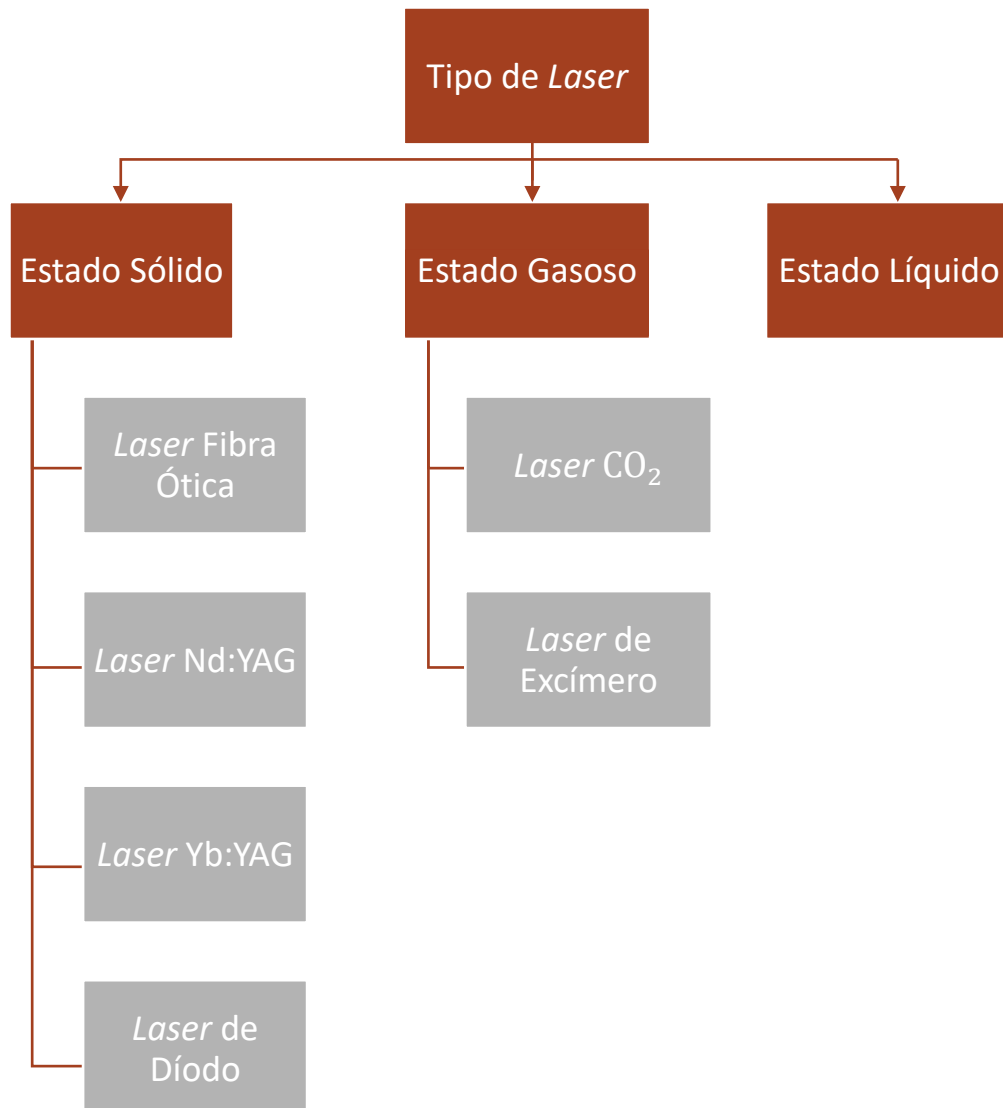 Tipo de Laser
Estado Sólido
Estado Gasoso
Estado Líquido
Laser Fibra
Ótica
Laser Nd:YAG
Laser Yb:YAG
Laser de
Díodo
Laser CO₂
Laser de
Excímero